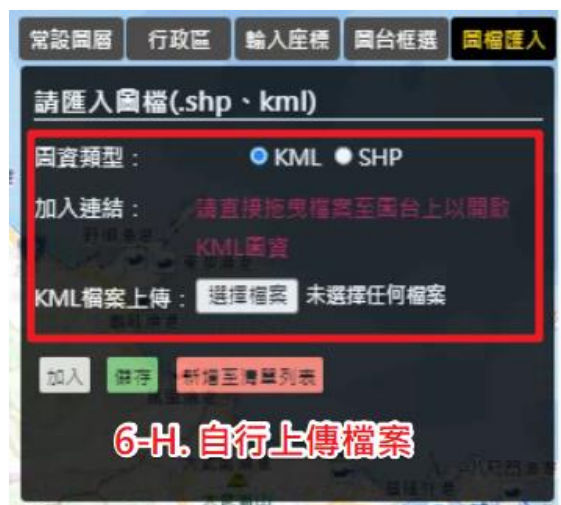 常設圖層 行政區 輸入座標 圖台框選 圖檔匯入
請匯入圖檔(.shp、kml)
圖資類型： KML SHP
加入連結： 請直接拖曳檔案至圖台上以開啟
KML圖資
KML檔案上傳： 選擇檔案 未選擇任何檔案
加入 儲存 新增至清單列表
6-H. 自行上傳檔案